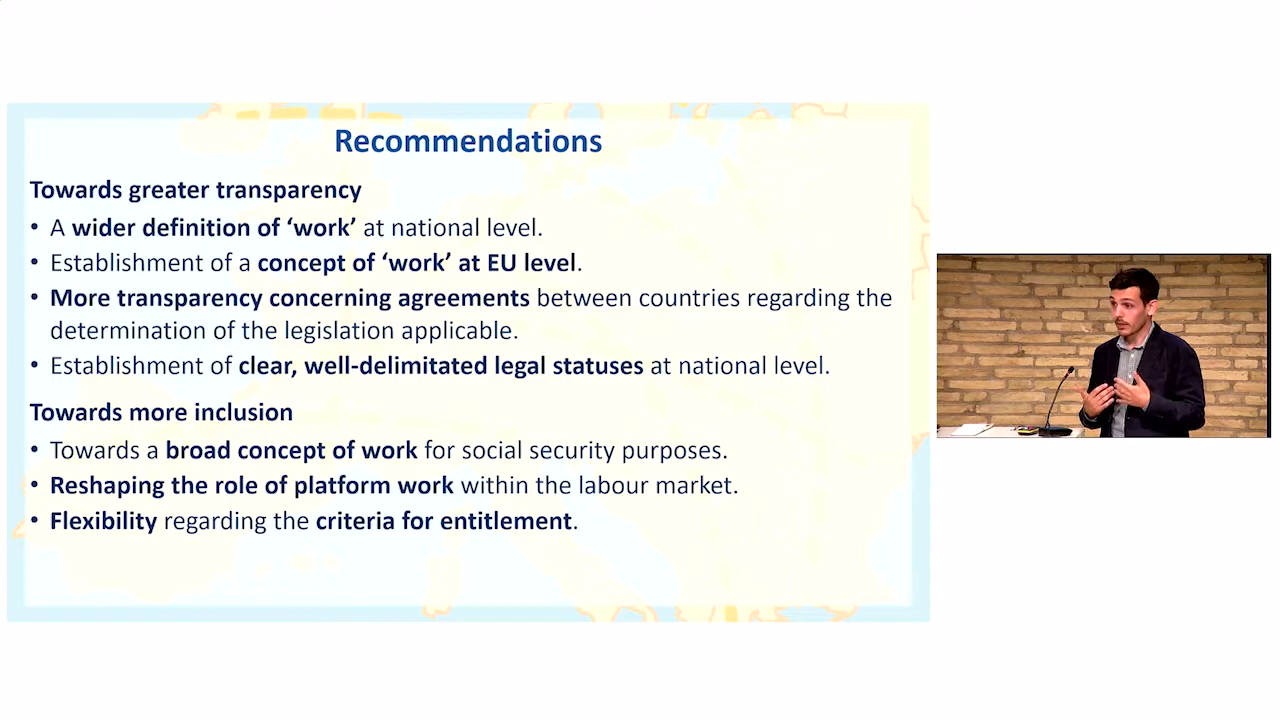 Recommendations
Towards greater transparency
• A wider definition of ‘work’ at national level.
• Establishment of a concept of ‘work’ at EU level.
• More transparency concerning agreements between countries regarding the
determination of the legislation applicable.
• Establishment of clear, well-delimitated legal statuses at national level.
Towards more inclusion
• Towards a broad concept of work for social security purposes.
• Reshaping the role of platform work within the labour market.
• Flexibility regarding the criteria for entitlement.